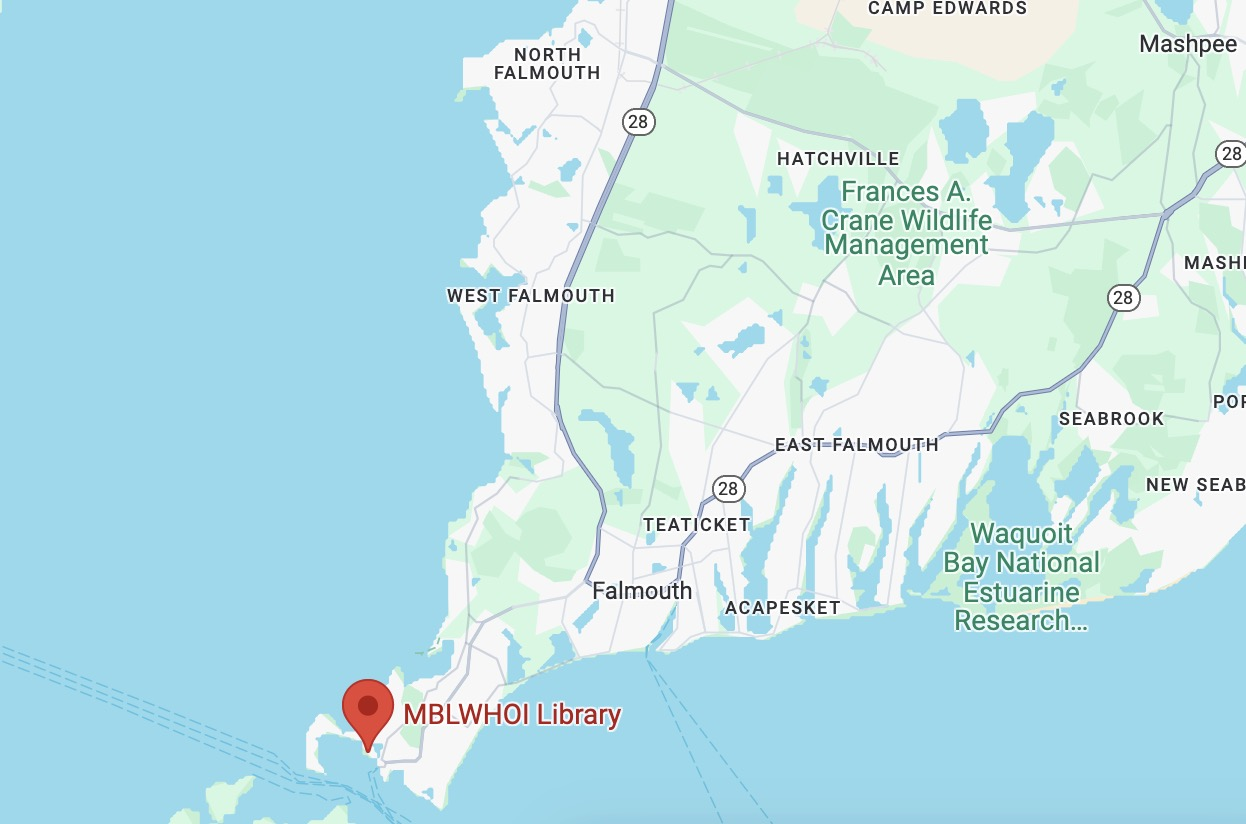 CAMP EDWARDS
Mashpee
NORTH
FALMOUTH
28
28
HATCHVILLE
Frances A.
Crane Wildlife
Management
Area
MASHI
WEST FALMOUTH
28
POR
SEABROOK
EAST FALMOUTH
NEW SEAB
28
TEATICKET
Waquoit
Bay National
Estuarine
Research...
Falmouth
ACAPESKET
MBLWHOI Library